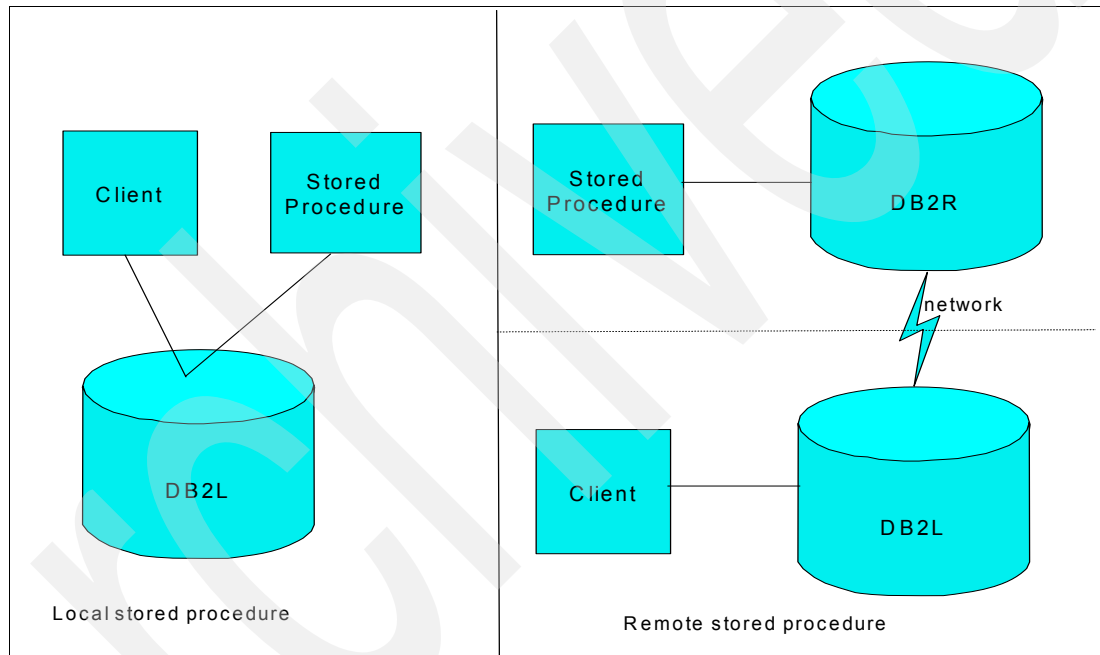 Client
Stored
Procedure
DB2L
Local stored procedure
Stored
Procedure
DB2R
network
Client
DB2L
Remote stored procedure